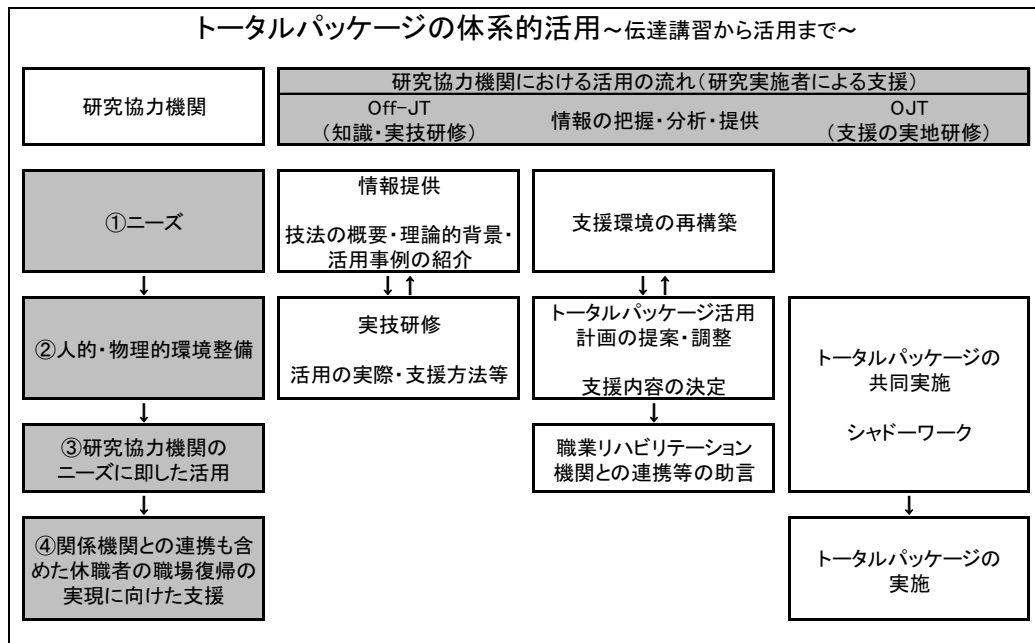 トータルパッケージの体系的活用~伝達講習から活用まで~
研究協力機関
研究協力機関における活用の流れ(研究実施者による支援)
Off-JT
(知識・実技研修)
情報の把握・分析・提供
OJT
(支援の実地研修)
①ニーズ
情報提供
技法の概要・理論的背景・
活用事例の紹介
支援環境の再構築
↓
↓↑
↓↑
②人的・物理的環境整備
実技研修
活用の実際・支援方法等
トータルパッケージ活用
計画の提案・調整
支援内容の決定
トータルパッケージの
共同実施
シャドーワーク
↓
↓
③研究協力機関の
ニーズに即した活用
職業リハビリテーション
機関との連携等の助言
↓
↓
④関係機関との連携も含
めた休職者の職場復帰の
実現に向けた支援
トータルパッケージの
実施